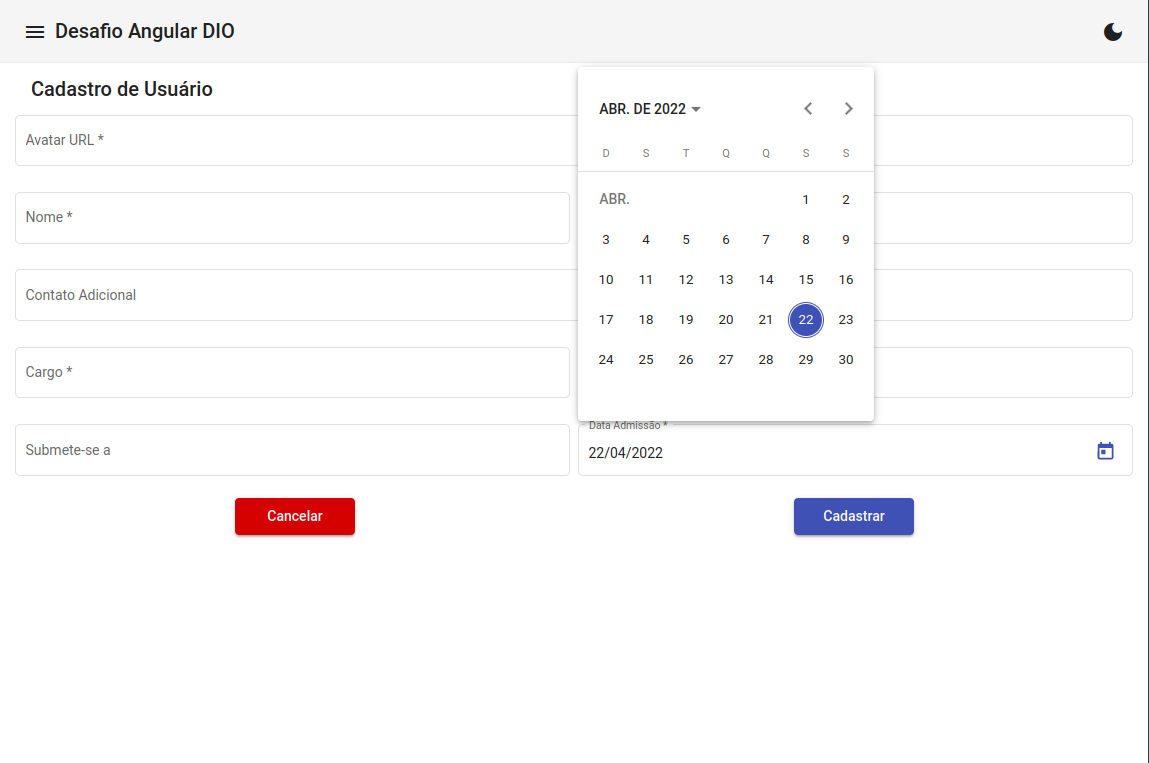 Desafio Angular DIO
Cadastro de Usuário
Avatar URL *
Nome *
Contato Adicional
Cargo *
Submete-se a
ABR. DE 2022
D S T Q Q S S
ABR. 1 2
3 4 5 6 7 8 9
10 11 12 13 14 15 16
17 18 19 20 21 22 23
24 25 26 27 28 29 30
Data Admissão *
22/04/2022
Cancelar
Cadastrar